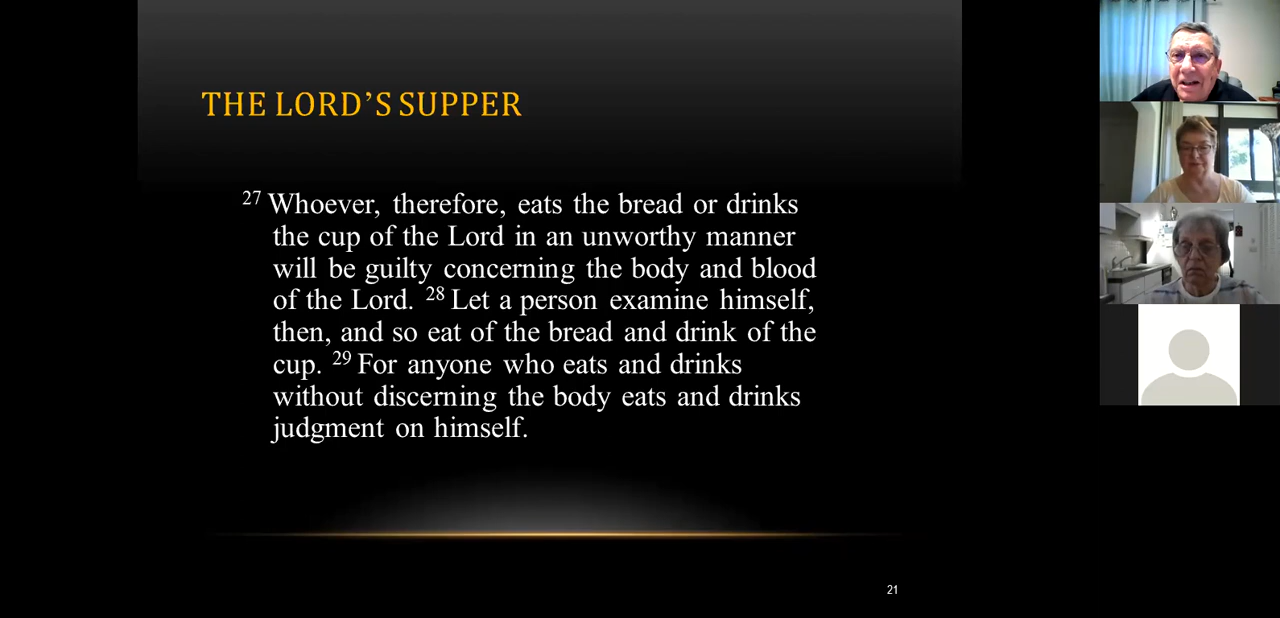 THE LORD’S SUPPER
27 Whoever, therefore, eats the bread or drinks
the cup of the Lord in an unworthy manner
will be guilty concerning the body and blood
of the Lord. 28 Let a person examine himself,
then, and so eat of the bread and drink of the
cup. 29 For anyone who eats and drinks
without discerning the body eats and drinks
judgment on himself.
21